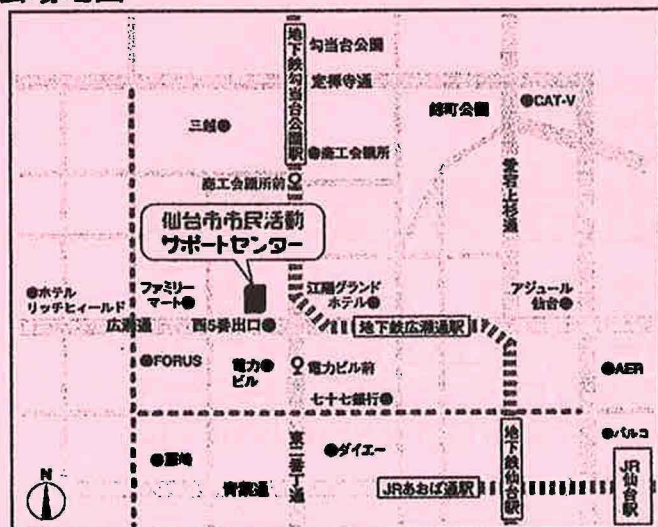 地下鉄勾当台公園駅
勾当台公園
定禅寺通
三越
錦町公園
CAT-V
商工会議所
商工会議所前
愛宕上杉通
仙台市市民活動
サポートセンター
ホテル
リッチヒィールド
ファミリー
マート
江陽グランド
ホテル
アジュール
仙台
広瀬通
西5番出口
地下鉄広瀬通駅
FORUS
電力
ビル
電力ビル前
AER
七十七銀行
東二番丁通
ダイエー
地下鉄仙台駅
パルコ
青葉通
JRあおば通駅
JR仙台駅
N